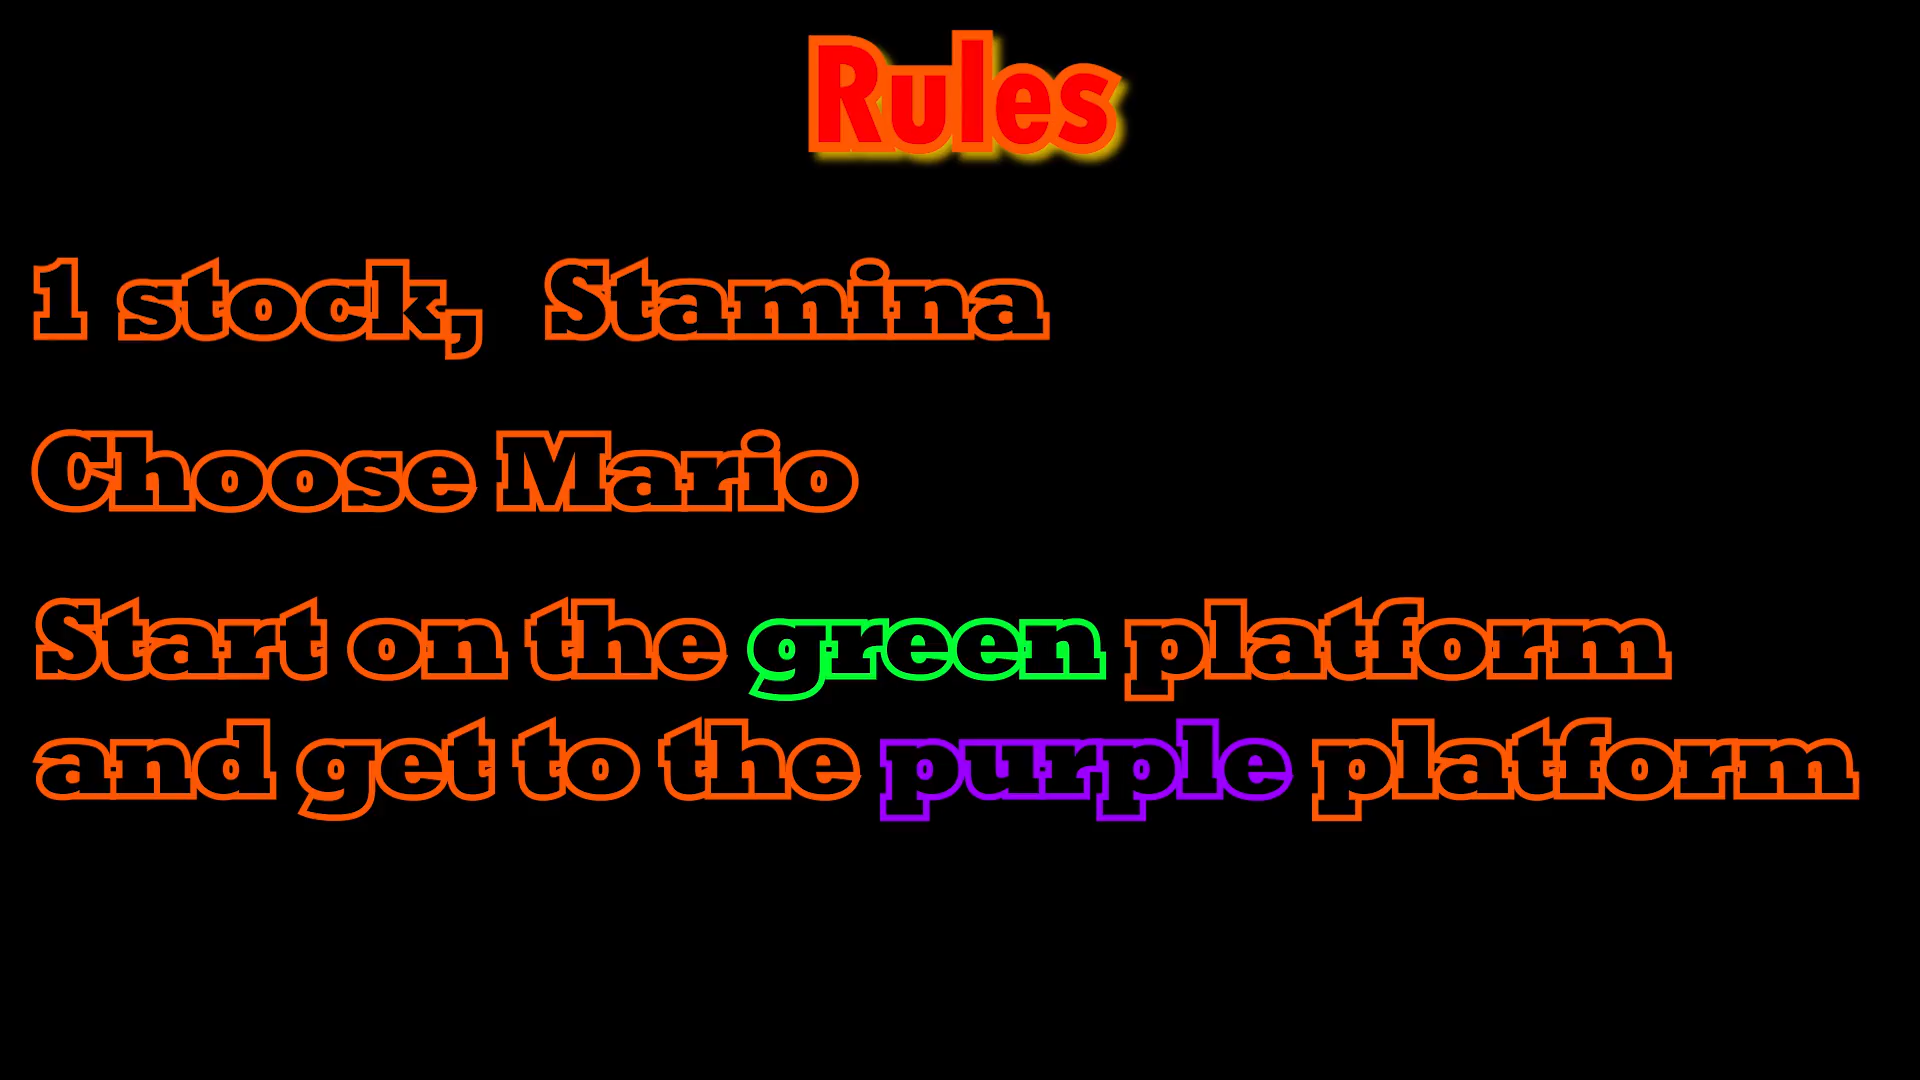 Rules
1 stock, Stamina
Choose Mario
Start on the green platform
and get to the purple platform